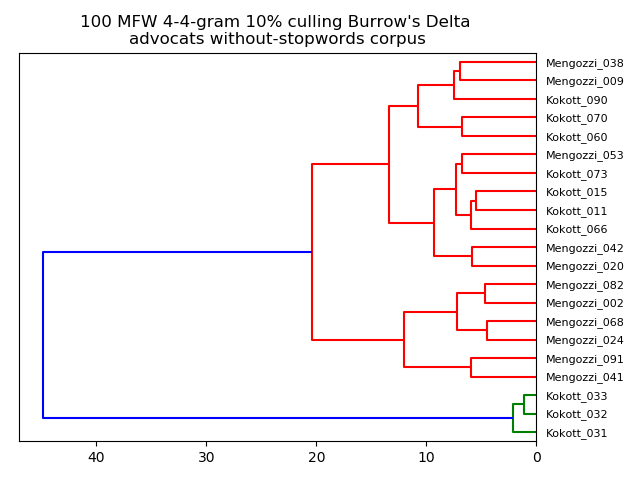 100 MFW 4-4-gram 10% culling Burrow's Delta
advocats without-stopwords corpus
Mengozzi_038
Mengozzi_009
Kokott_090
Kokott_070
Kokott_060
Mengozzi_053
Kokott_073
Kokott_015
Kokott_011
Kokott_066
Mengozzi_042
Mengozzi_020
Mengozzi_082
Mengozzi_002
Mengozzi_068
Mengozzi_024
Mengozzi_091
Mengozzi_041
Kokott_033
Kokott_032
Kokott_031
40 30 20 10 0